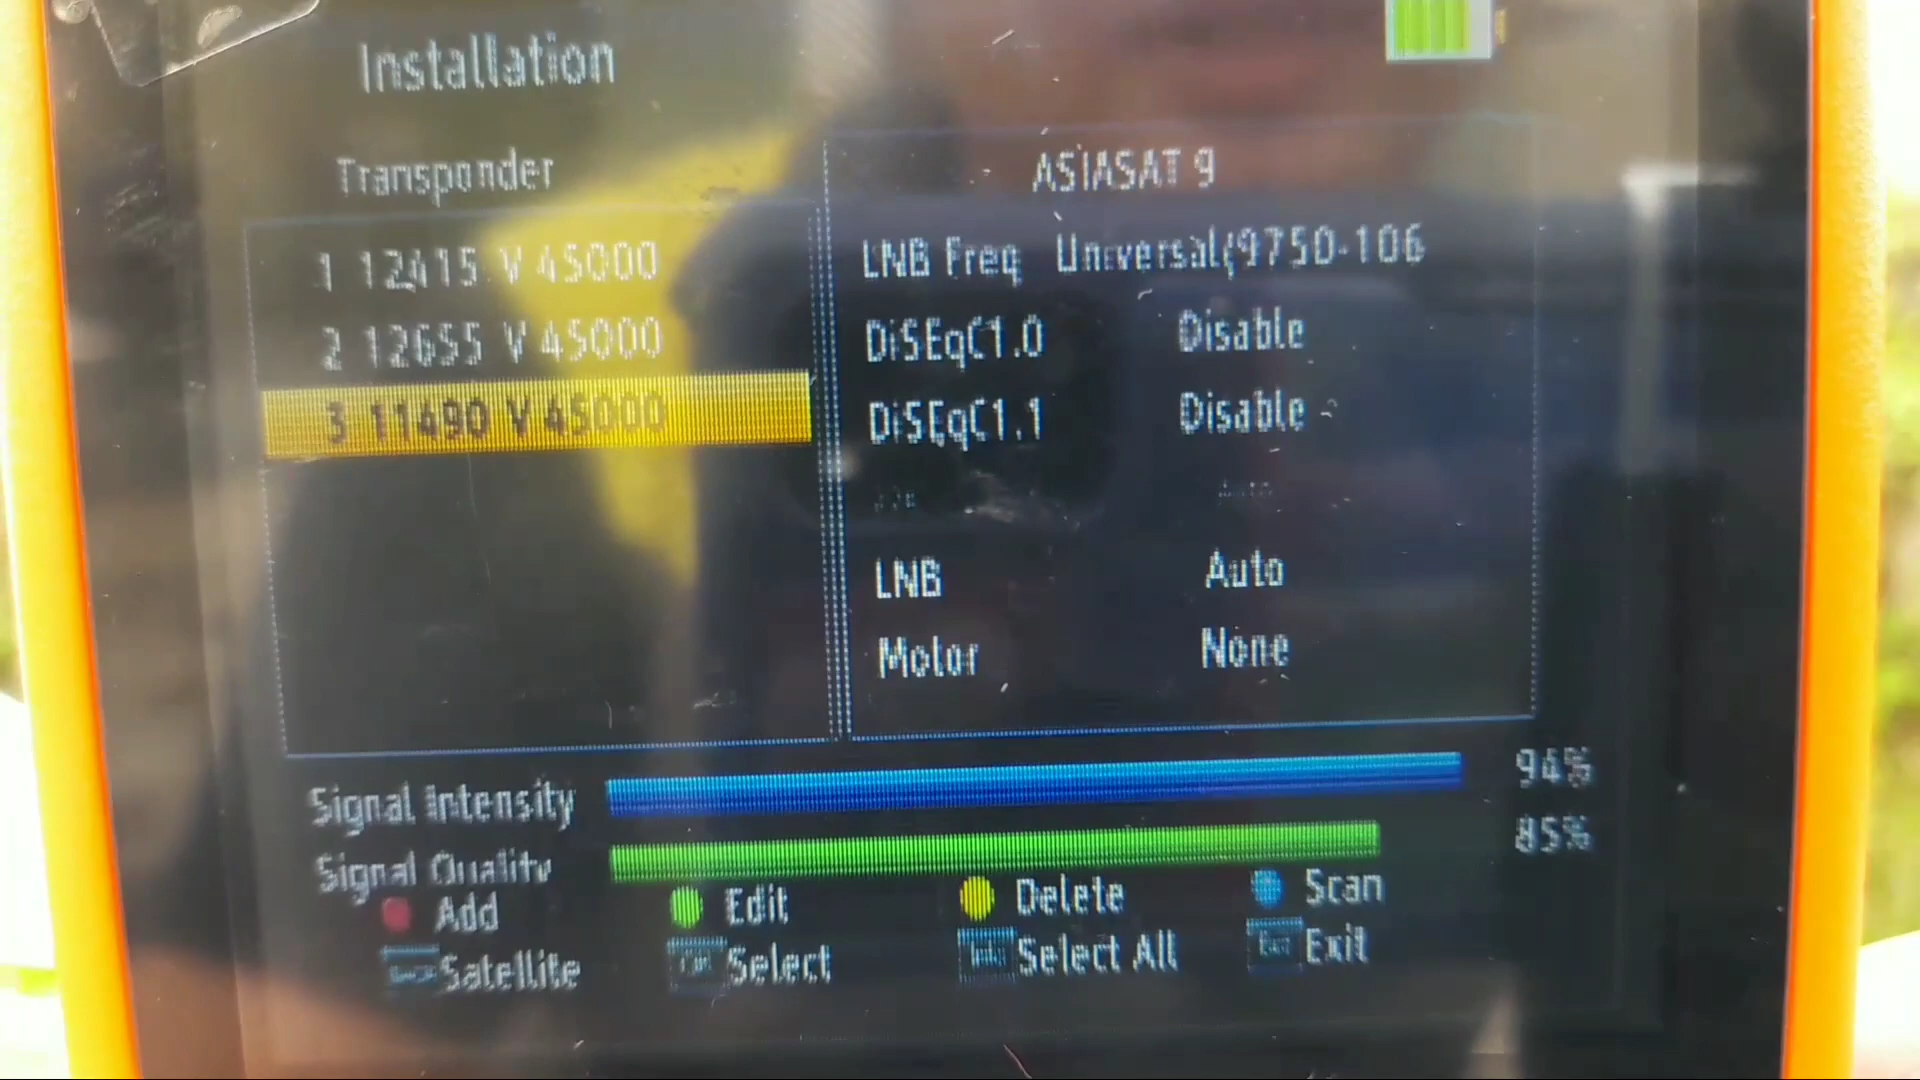 Installation
Transponder
ASIASAT 9
1 12415 V 45000
2 12655 V 45000
3 11490 V 45000
LNB Freq Universal(9750-106
DiSEqC1.0 Disable
DiSEqC1.1 Disable
LNB Auto
Motor None
Signal Intensity 94%
Signal Quality 85%
Add Edit Delete Scan
Satellite Select Select All Exit